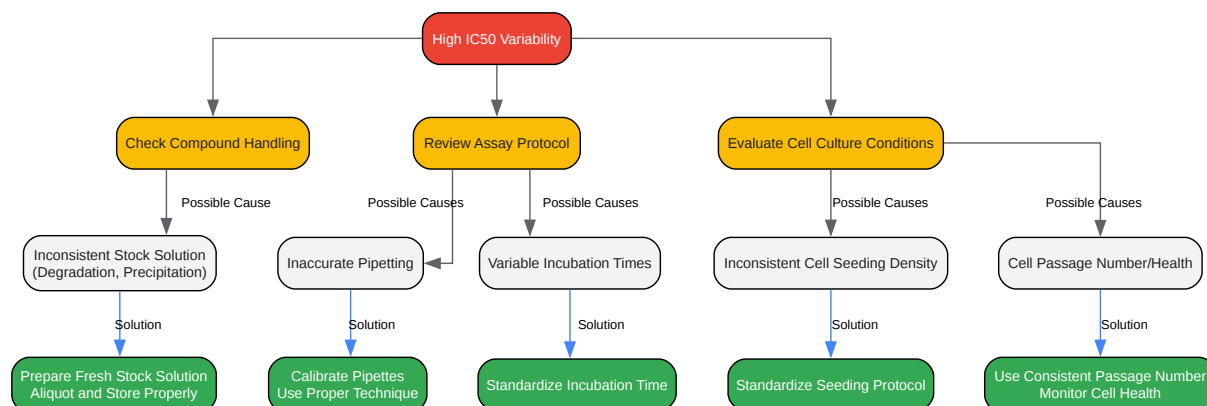 High IC50 Variability
Check Compound Handling
Review Assay Protocol
Evaluate Cell Culture Conditions
Possible Cause
Possible Causes
Possible Causes
Possible Causes
Possible Causes
Inconsistent Stock Solution
(Degradation, Precipitation)
Inaccurate Pipetting
Variable Incubation Times
Inconsistent Cell Seeding Density
Cell Passage Number/Health
Solution
Solution
Solution
Solution
Solution
Prepare Fresh Stock Solution
Aliquot and Store Properly
Calibrate Pipettes
Use Proper Technique
Standardize Incubation Time
Standardize Seeding Protocol
Use Consistent Passage Number
Monitor Cell Health